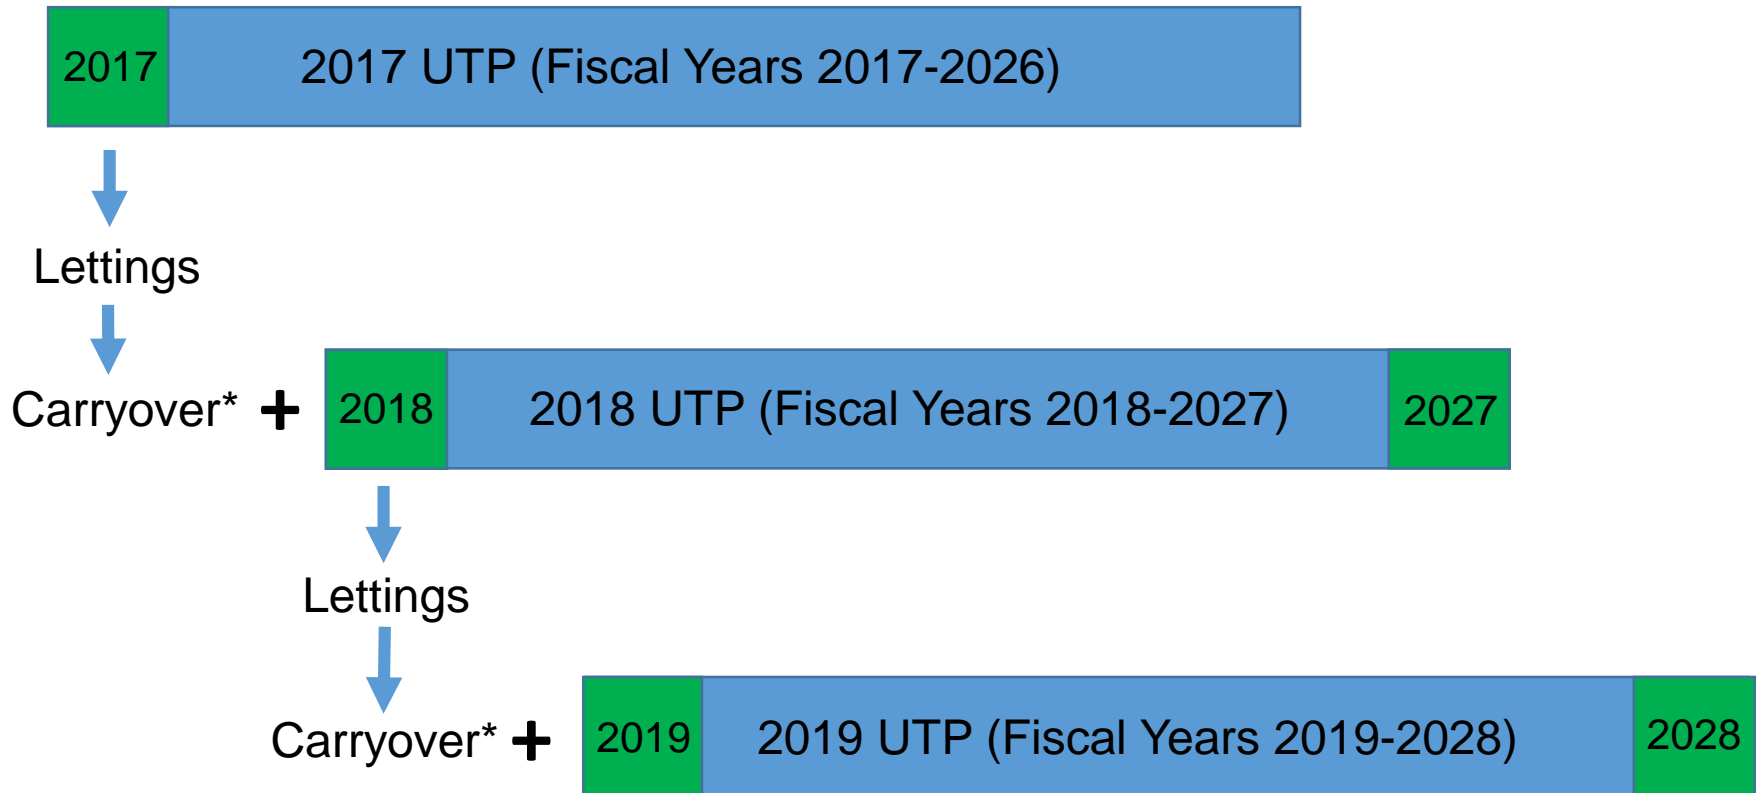 2017 2017 UTP (Fiscal Years 2017-2026)
Lettings
Carryover* + 2018 2018 UTP (Fiscal Years 2018-2027) 2027
Lettings
Carryover* + 2019 2019 UTP (Fiscal Years 2019-2028) 2028